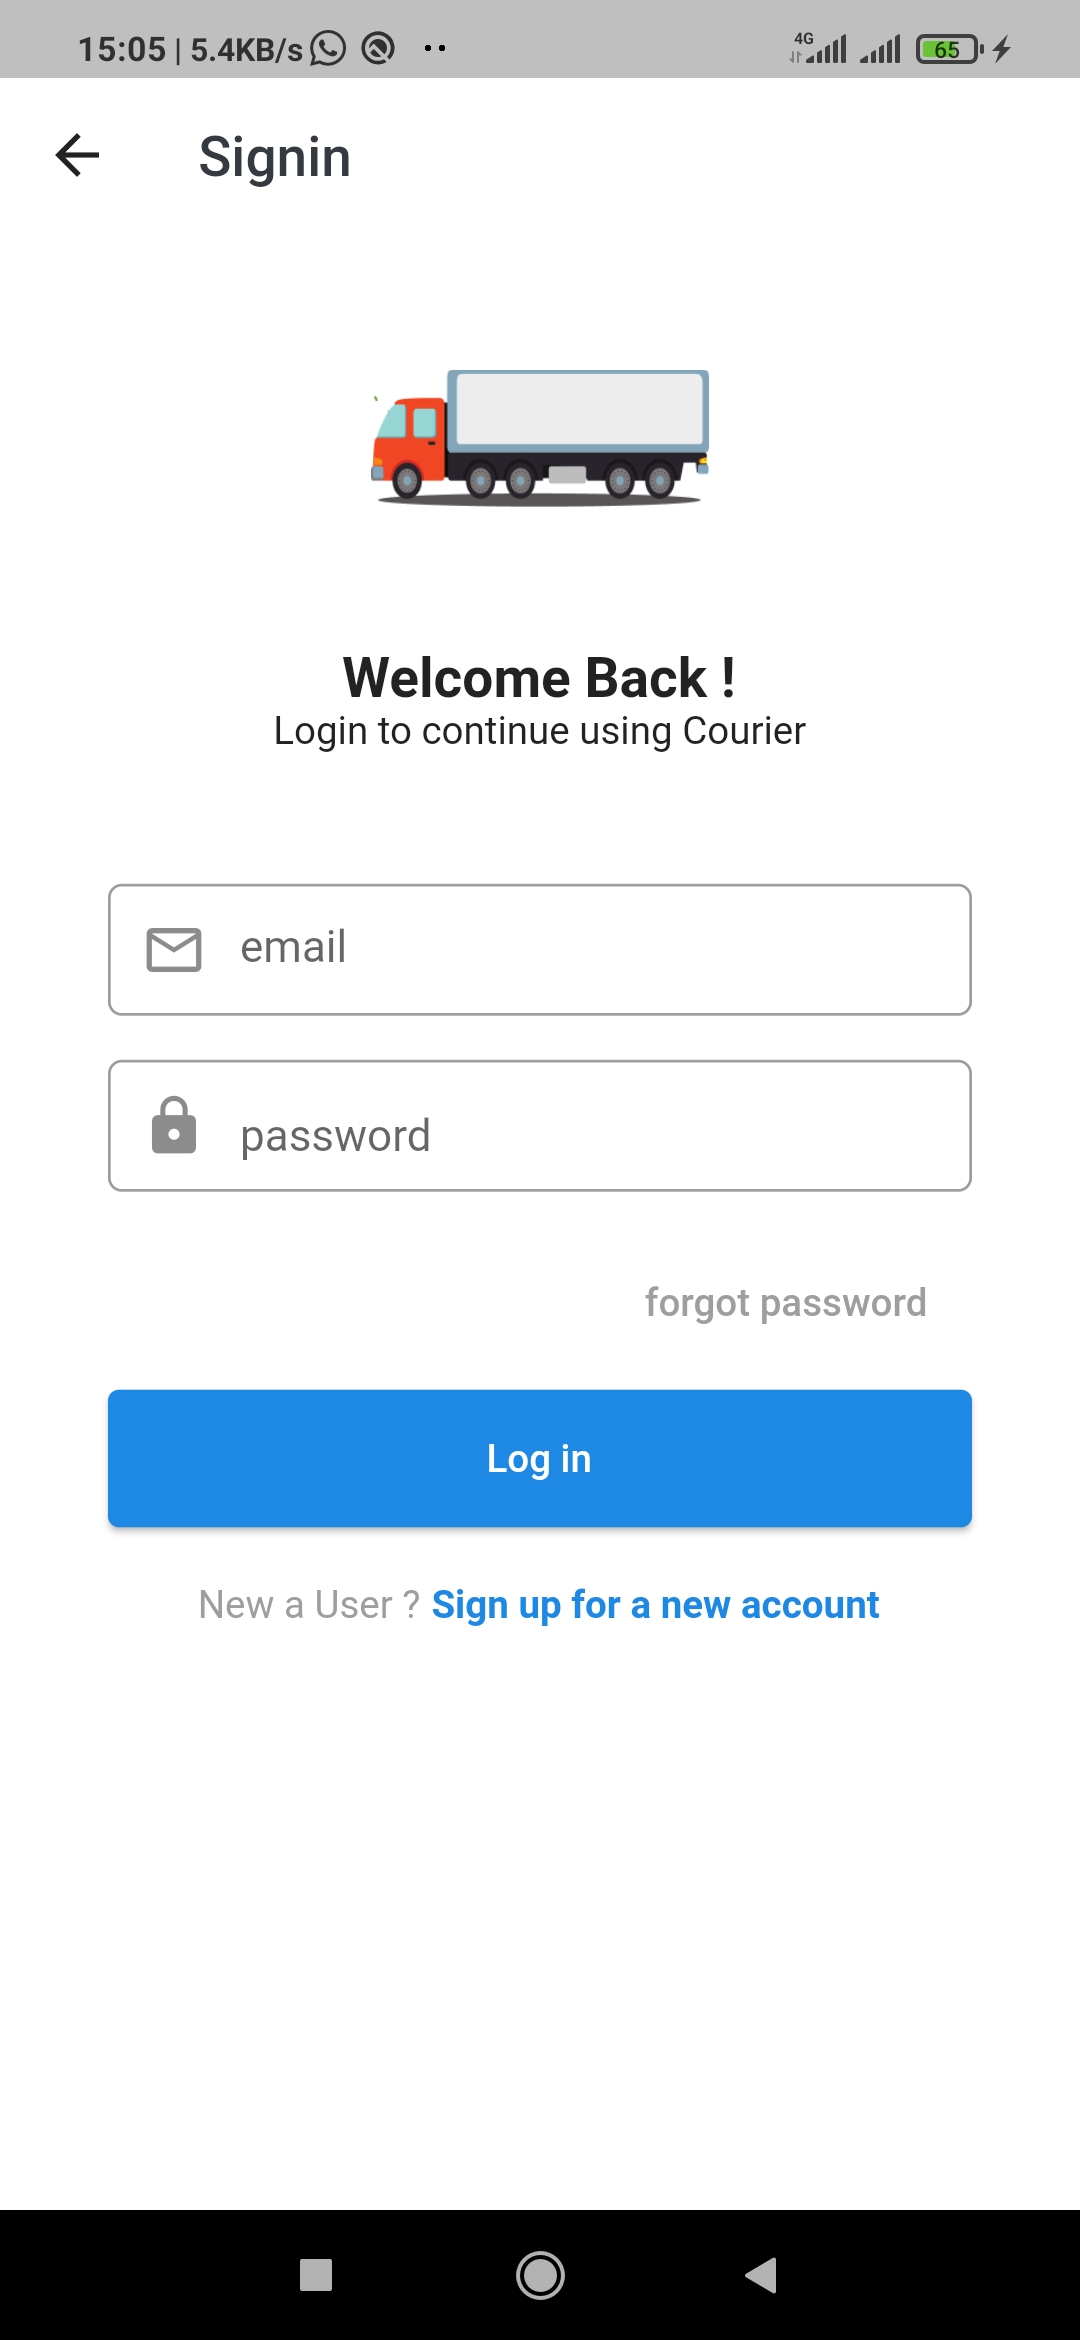 15:05 | 5.4KB/s
4G
65
Signin
Welcome Back !
Login to continue using Courier
email
password
forgot password
Log in
New a User ? Sign up for a new account